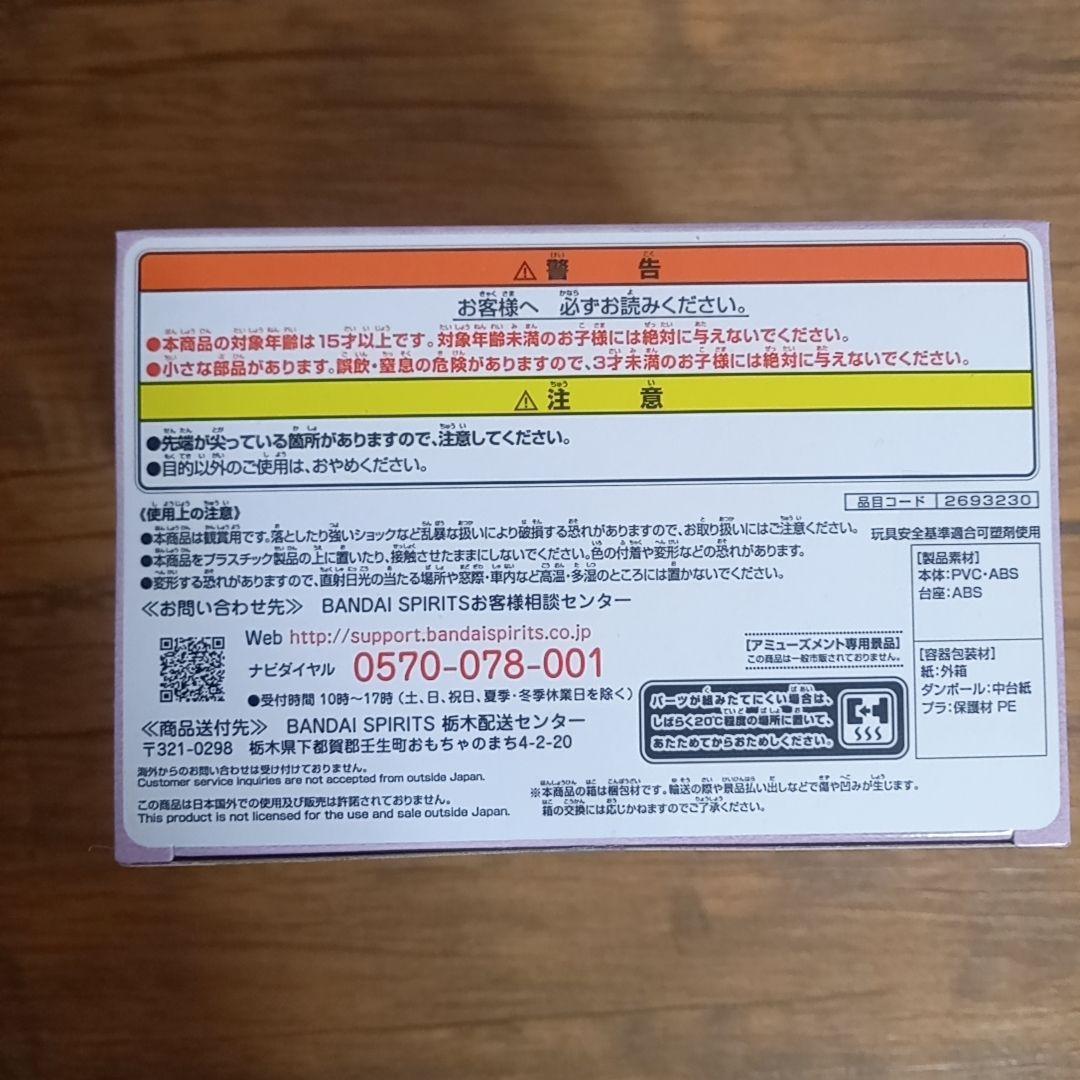 ⚠警 告
お客様へ 必ずお読みください。
●本商品の対象年齢は15才以上です。対象年齢未満のお子様には絶対に与えないでください。
●小さな部品があります。誤飲・窒息の危険がありますので、3才未満のお子様には絶対に与えないでください。
⚠注 意
●先端が尖っている箇所がありますので、注意してください。
●目的以外のご使用は、おやめください。
品目コード 2693230
《使用上の注意》
●本商品は観賞用です。落としたり強いショックなど乱暴な扱いにより破損する恐れがありますので、お取り扱いにはご注意ください。
●本商品をプラスチック製品の上に置いたり、接触させたままにしないでください。色の付着や変形などの恐れがあります。
●変形する恐れがありますので、直射日光の当たる場所や窓際・車内など高温・多湿のところには置かないでください。
玩具安全基準適合可塑剤使用
[製品素材]
本体:PVC・ABS
台座:ABS
[容器包装材]
紙:外箱
ダンボール:中台紙
プラ:保護材 PE
≪お問い合わせ先≫ BANDAI SPIRITSお客様相談センター
Web http://support.bandaispirits.co.jp
ナビダイヤル 0570-078-001
●受付時間 10時〜17時(土、日、祝日、夏季・冬季休業日を除く)
[アミューズメント専用景品]
この商品は一般市販されておりません。
パーツが組みたてにくい場合は、
しばらく20℃程度の場所に置いて、
あたためてからおためしください。
≪商品送付先≫ BANDAI SPIRITS 栃木配送センター
〒321-0298 栃木県下都賀郡壬生町おもちゃのまち4-2-20
海外からのお問い合わせは受け付けておりません。
Customer service inquiries are not accepted from outside Japan.
この商品は日本国外での使用及び販売は許諾されておりません。
This product is not licensed for the use and sale outside Japan.
※本商品の箱は梱包材です。輸送の際や景品払い出しなどで傷や凹みが生じます。
箱の交換には応じかねますのでご了承ください。